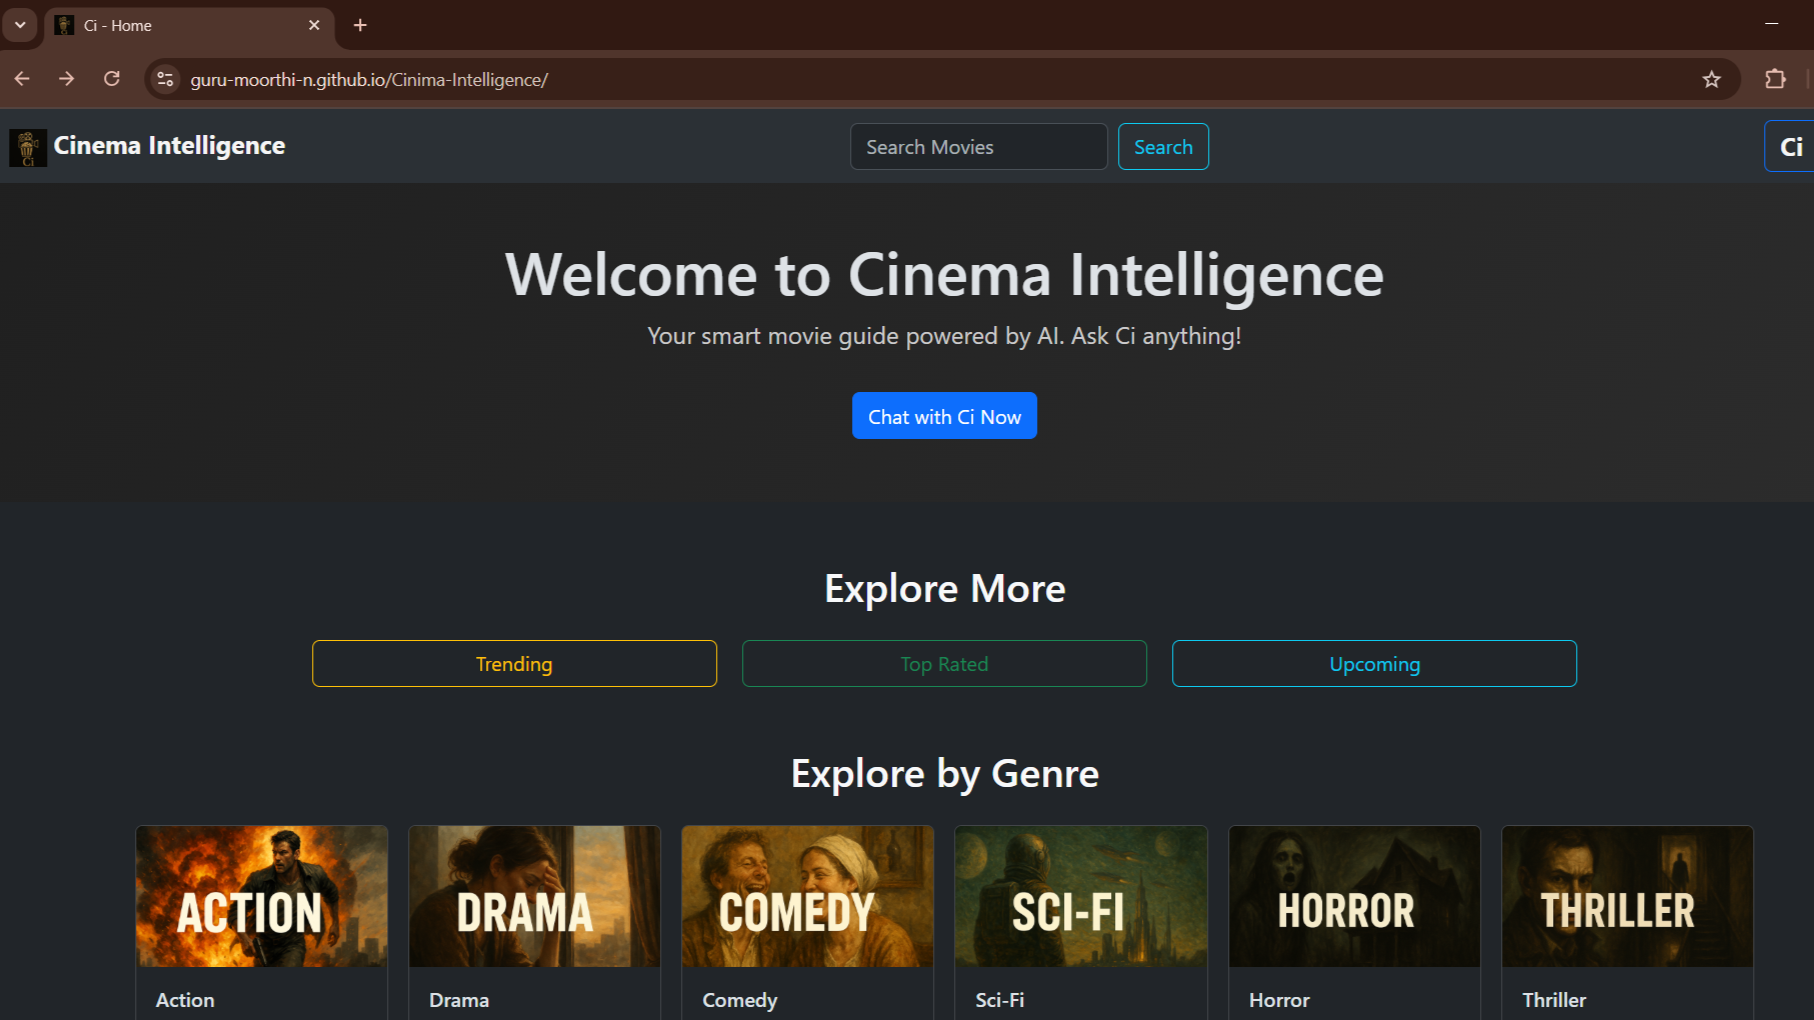 Ci - Home
guru-moorthi-n.github.io/Cinima-Intelligence/
Ci
Cinema Intelligence
Search Movies
Search
Ci
Welcome to Cinema Intelligence
Your smart movie guide powered by AI. Ask Ci anything!
Chat with Ci Now
Explore More
Trending
Top Rated
Upcoming
Explore by Genre
ACTION
DRAMA
COMEDY
SCI-FI
HORROR
THRILLER
Action
Drama
Comedy
Sci-Fi
Horror
Thriller